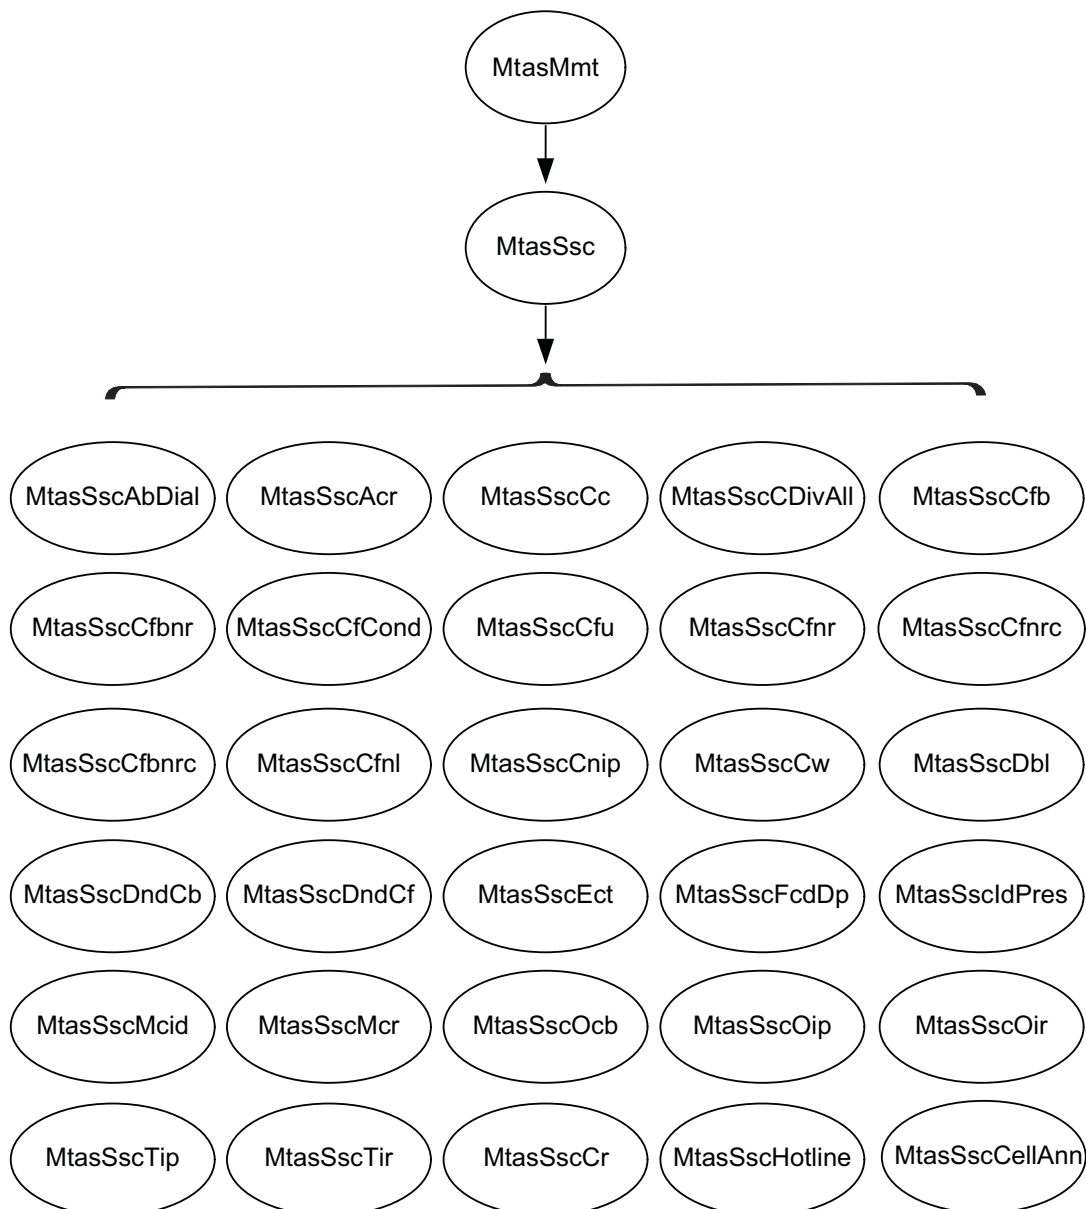 MtasMmt
MtasSsc
MtasSscAbDial MtasSscAcr MtasSscCc MtasSscCDivAll MtasSscCfb
MtasSscCfbnr MtasSscCfCond MtasSscCfu MtasSscCfnr MtasSscCfnrc
MtasSscCfbnrc MtasSscCfnl MtasSscCnip MtasSscCw MtasSscDbl
MtasSscDndCb MtasSscDndCf MtasSscEct MtasSscFcdDp MtasSscIdPres
MtasSscMcid MtasSscMcr MtasSscOcb MtasSscOip MtasSscOir
MtasSscTip MtasSscTir MtasSscCr MtasSscHotline MtasSscCellAnn